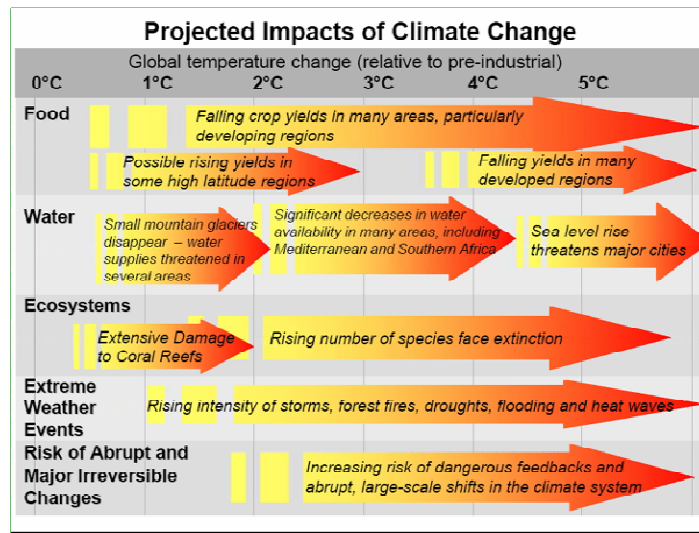 Projected Impacts of Climate Change
Global temperature change (relative to pre-industrial)
0°C 1°C 2°C 3°C 4°C 5°C
Food
Falling crop yields in many areas, particularly
developing regions
Possible rising yields in
some high latitude regions
Falling yields in many
developed regions
Water
Small mountain glaciers
disappear – water
supplies threatened in
several areas
Significant decreases in water
availability in many areas, including
Mediterranean and Southern Africa
Sea level rise
threatens major cities
Ecosystems
Extensive Damage
to Coral Reefs
Rising number of species face extinction
Extreme
Weather
Events
Rising intensity of storms, forest fires, droughts, flooding and heat waves
Risk of Abrupt and
Major Irreversible
Changes
Increasing risk of dangerous feedbacks and
abrupt, large-scale shifts in the climate system